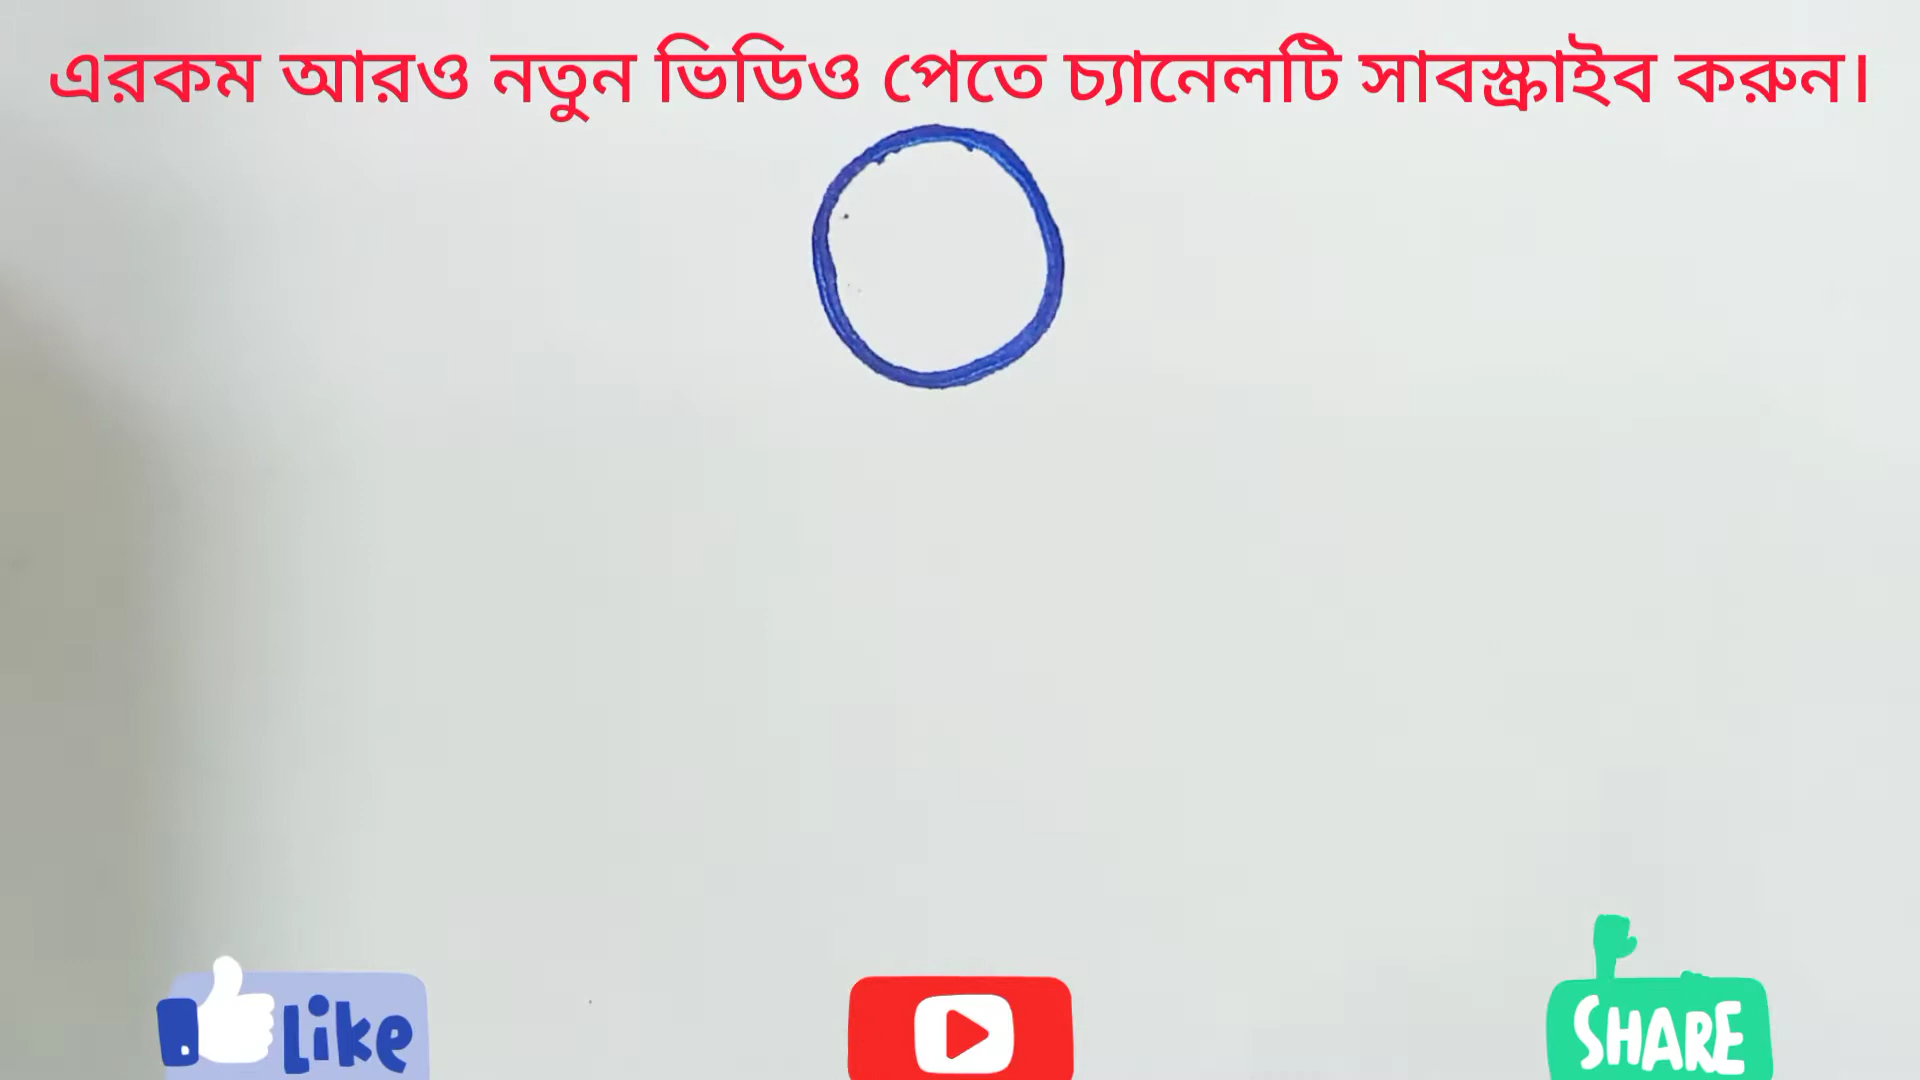 এরকম আরও নতুন ভিডিও পেতে চ্যানেলটি সাবস্ক্রাইব করুন।
Like
SHARE